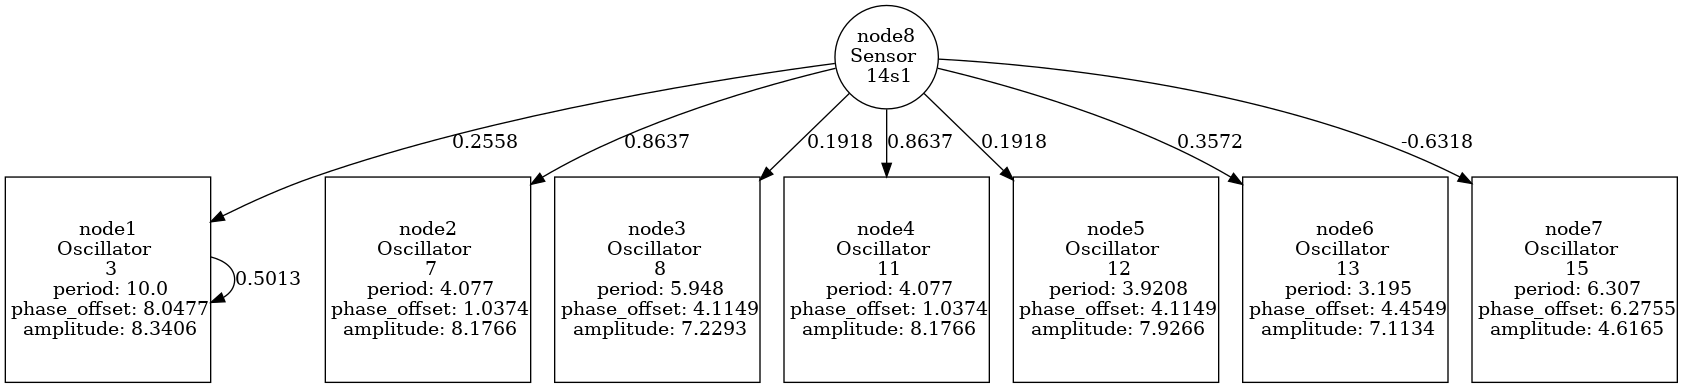 node8
Sensor
14s1
0.2558
0.8637
0.1918
0.8637
0.1918
0.3572
-0.6318
node1
Oscillator
3
period: 10.0
phase_offset: 8.0477
amplitude: 8.3406
0.5013
node2
Oscillator
7
period: 4.077
phase_offset: 1.0374
amplitude: 8.1766
node3
Oscillator
8
period: 5.948
phase_offset: 4.1149
amplitude: 7.2293
node4
Oscillator
11
period: 4.077
phase_offset: 1.0374
amplitude: 8.1766
node5
Oscillator
12
period: 3.9208
phase_offset: 4.1149
amplitude: 7.9266
node6
Oscillator
13
period: 3.195
phase_offset: 4.4549
amplitude: 7.1134
node7
Oscillator
15
period: 6.307
phase_offset: 6.2755
amplitude: 4.6165